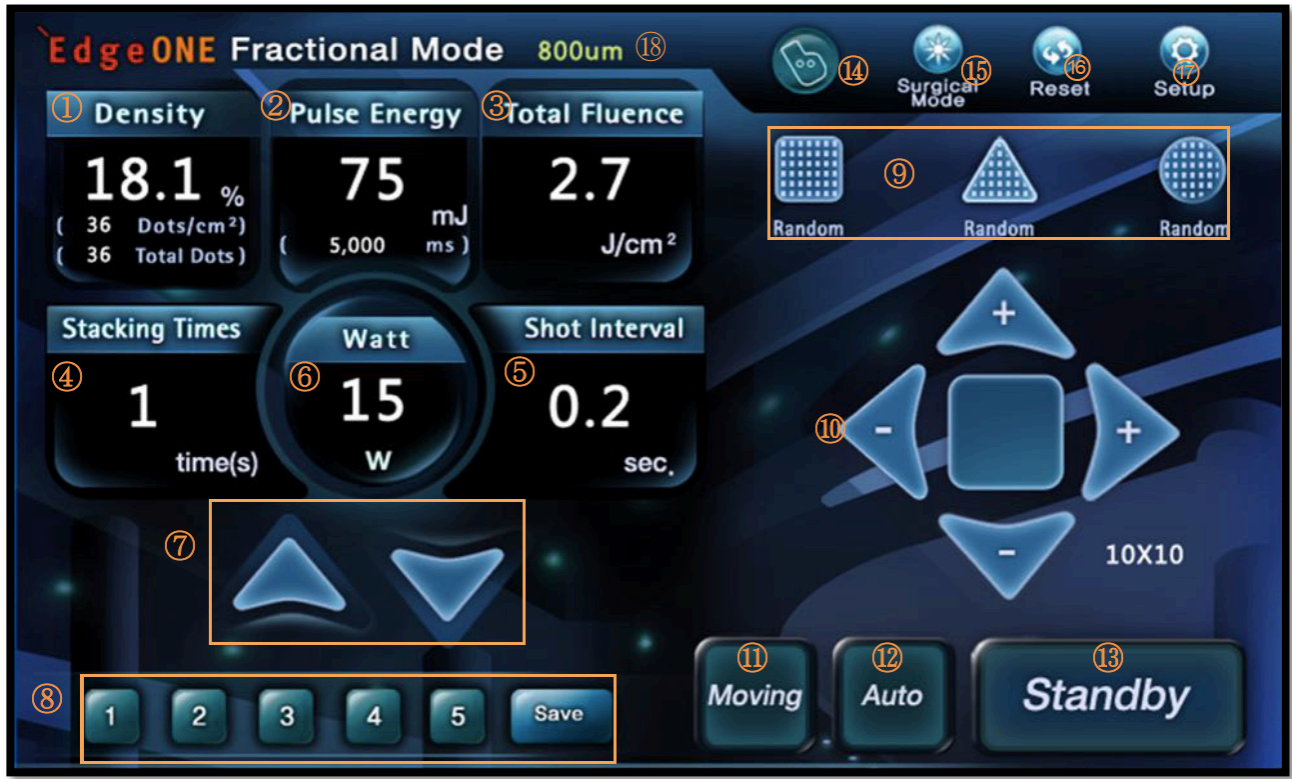 EdgeONE Fractional Mode 800um ⑱
⑭
⑮ Surgical Mode
⑯ Reset
⑰ Setup
① Density
18.1 %
( 36 Dots/cm²)
( 36 Total Dots)
② Pulse Energy
75
mJ
( 5,000 ms )
③ Total Fluence
2.7
J/cm²
⑨
Random Random Random
Stacking Times
④ 1
time(s)
Watt
⑥ 15
W
Shot Interval
⑤ 0.2
sec.
+
⑩ - +
-
10X10
⑦
⑧ 1 2 3 4 5 Save
⑪ Moving
⑫ Auto
⑬ Standby